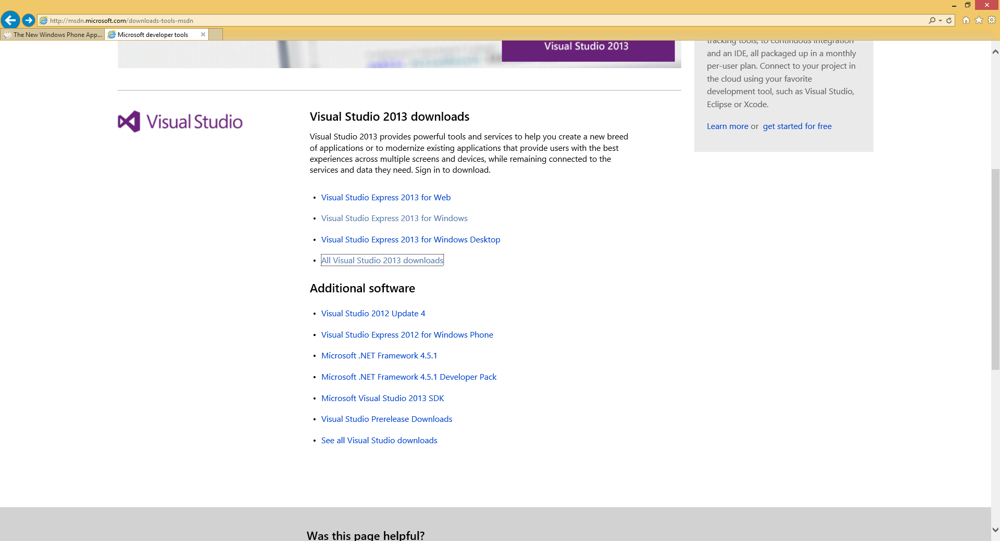 http://msdn.microsoft.com/downloads-tools-msdn
The New Windows Phone App...
Microsoft developer tools
Visual Studio 2013
tracking tools, to continuous integration
and an IDE, all packaged up in a monthly
per-user plan. Connect to your project in
the cloud using your favorite
development tool, such as Visual Studio,
Eclipse or Xcode.
Learn more or get started for free
Visual Studio
Visual Studio 2013 downloads
Visual Studio 2013 provides powerful tools and services to help you create a new breed
of applications or to modernize existing applications that provide users with the best
experiences across multiple screens and devices, while remaining connected to the
services and data they need. Sign in to download.
• Visual Studio Express 2013 for Web
• Visual Studio Express 2013 for Windows
• Visual Studio Express 2013 for Windows Desktop
• All Visual Studio 2013 downloads
Additional software
• Visual Studio 2012 Update 4
• Visual Studio Express 2012 for Windows Phone
• Microsoft .NET Framework 4.5.1
• Microsoft .NET Framework 4.5.1 Developer Pack
• Microsoft Visual Studio 2013 SDK
• Visual Studio Prerelease Downloads
• See all Visual Studio downloads
Was this page helpful?